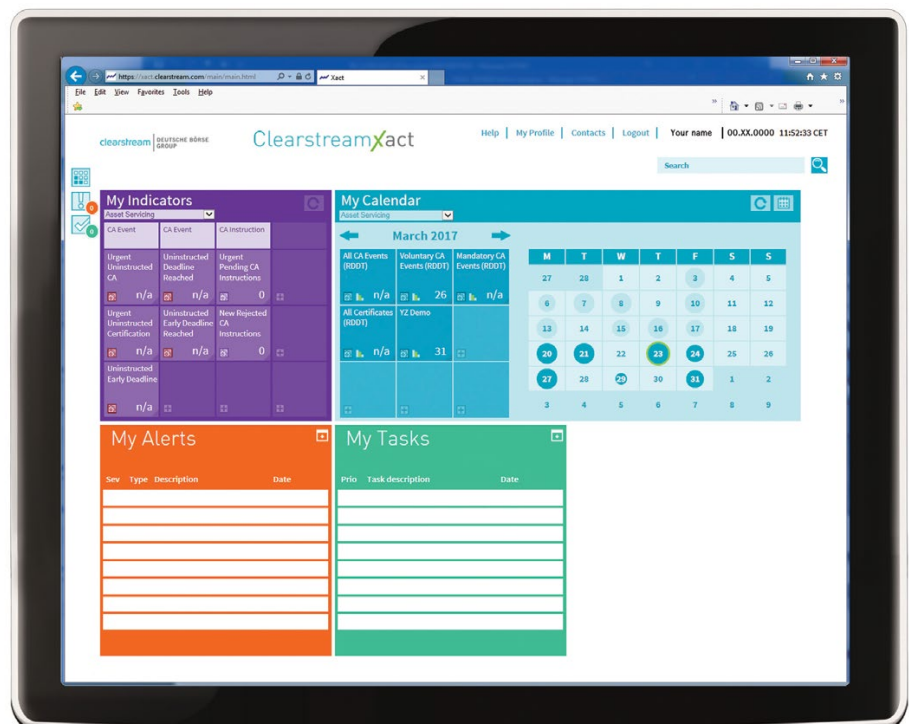 https://xact.clearstream.com/main/main.html
Xact
File Edit View Favorites Tools Help
clearstream DEUTSCHE BÖRSE GROUP
ClearstreamXact
Help | My Profile | Contacts | Logout | Your name | 00.XX.0000 11:52:33 CET
Search
0
0
My Indicators
Asset Servicing
CA Event CA Event CA Instruction
Urgent Uninstructed CA
n/a
Uninstructed Deadline Reached
n/a
Urgent Pending CA Instructions
0
Urgent Uninstructed Certification
n/a
Uninstructed Early Deadline Reached
n/a
New Rejected CA Instructions
0
Uninstructed Early Deadline
n/a
My Calendar
Asset Servicing
March 2017
All CA Events (RDDT)
n/a
Voluntary CA Events (RDDT)
26
Mandatory CA Events (RDDT)
n/a
All Certificates (RDDT)
n/a
YZ Demo
31
M T W T F S S
27 28 1 2 3 4 5
6 7 8 9 10 11 12
13 14 15 16 17 18 19
20 21 22 23 24 25 26
27 28 29 30 31 1 2
3 4 5 6 7 8 9
My Alerts
Sev Type Description Date
My Tasks
Prio Task description Date